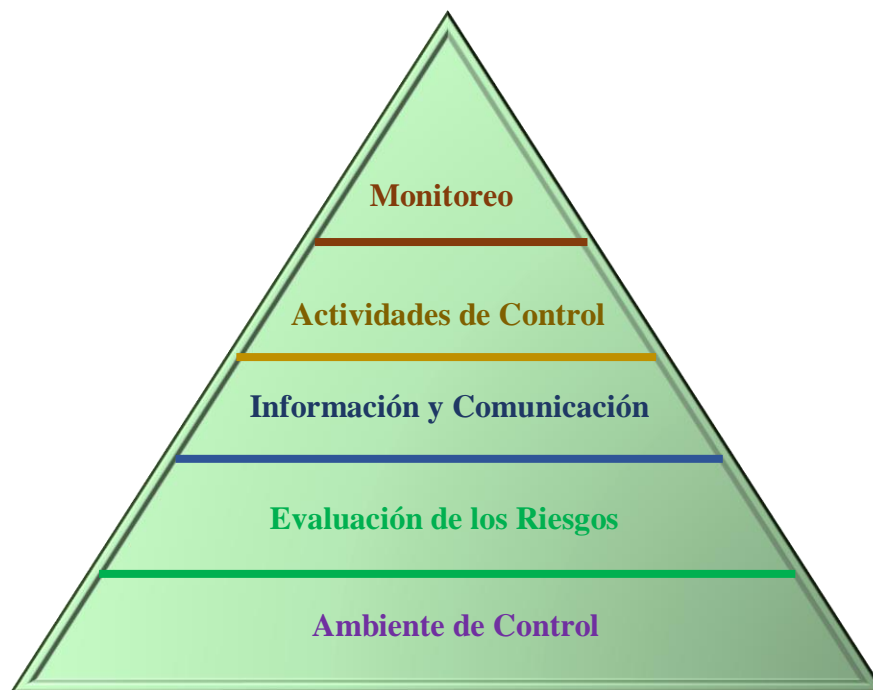 Monitoreo
Actividades de Control
Información y Comunicación
Evaluación de los Riesgos
Ambiente de Control